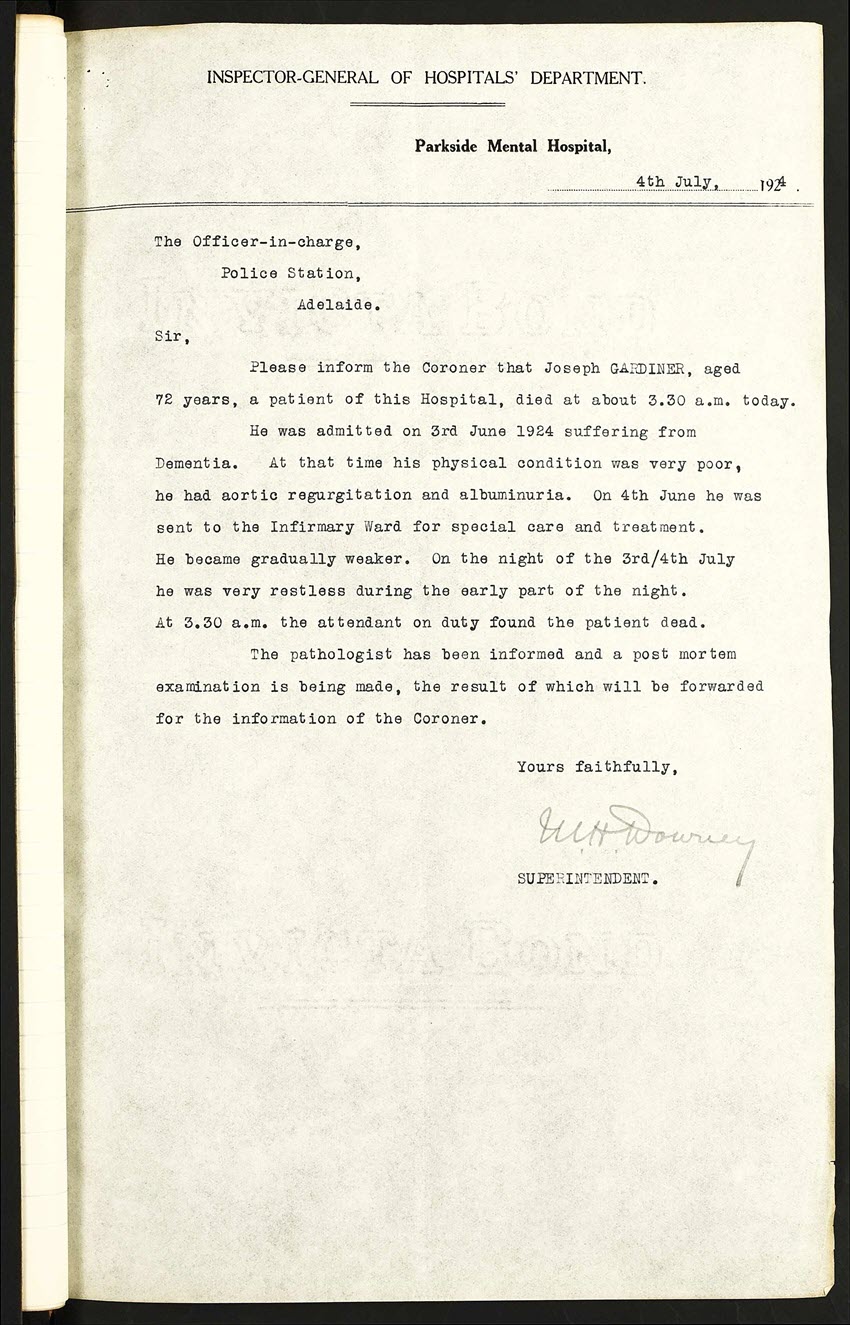 INSPECTOR-GENERAL OF HOSPITALS' DEPARTMENT.
Parkside Mental Hospital,
4th July, 1924.
The Officer-in-charge,
Police Station,
Adelaide.
Sir,
Please inform the Coroner that Joseph GARDINER, aged
72 years, a patient of this Hospital, died at about 3.30 a.m. today.
He was admitted on 3rd June 1924 suffering from
Dementia. At that time his physical condition was very poor,
he had aortic regurgitation and albuminuria. On 4th June he was
sent to the Infirmary Ward for special care and treatment.
He became gradually weaker. On the night of the 3rd/4th July
he was very restless during the early part of the night.
At 3.30 a.m. the attendant on duty found the patient dead.
The pathologist has been informed and a post mortem
examination is being made, the result of which will be forwarded
for the information of the Coroner.
Yours faithfully,
M.H. Downey
SUPERINTENDENT.